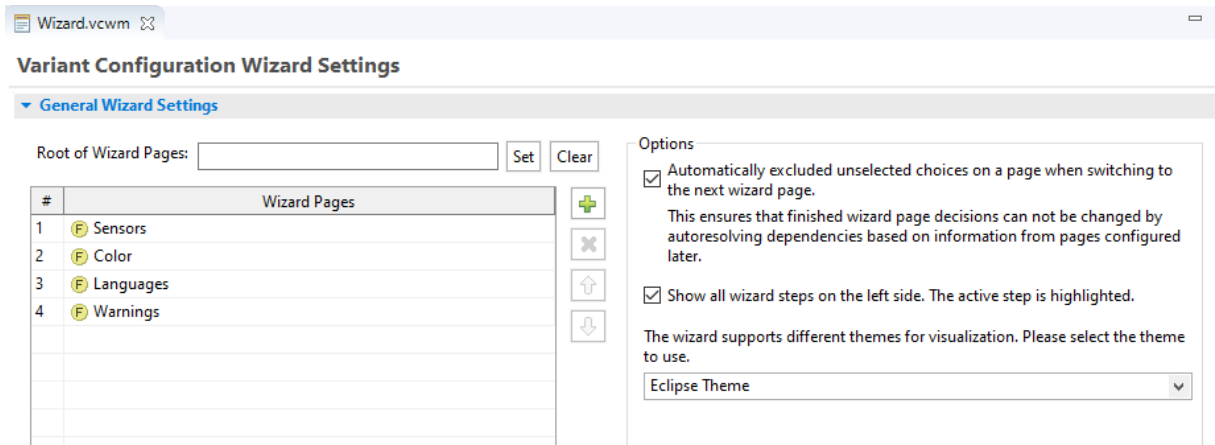 Wizard.vcwm
Variant Configuration Wizard Settings
General Wizard Settings
Root of Wizard Pages:
Set
Clear
# Wizard Pages
1 F Sensors
2 F Color
3 F Languages
4 F Warnings
Options
Automatically excluded unselected choices on a page when switching to
the next wizard page.
This ensures that finished wizard page decisions can not be changed by
autoresolving dependencies based on information from pages configured
later.
Show all wizard steps on the left side. The active step is highlighted.
The wizard supports different themes for visualization. Please select the theme
to use.
Eclipse Theme